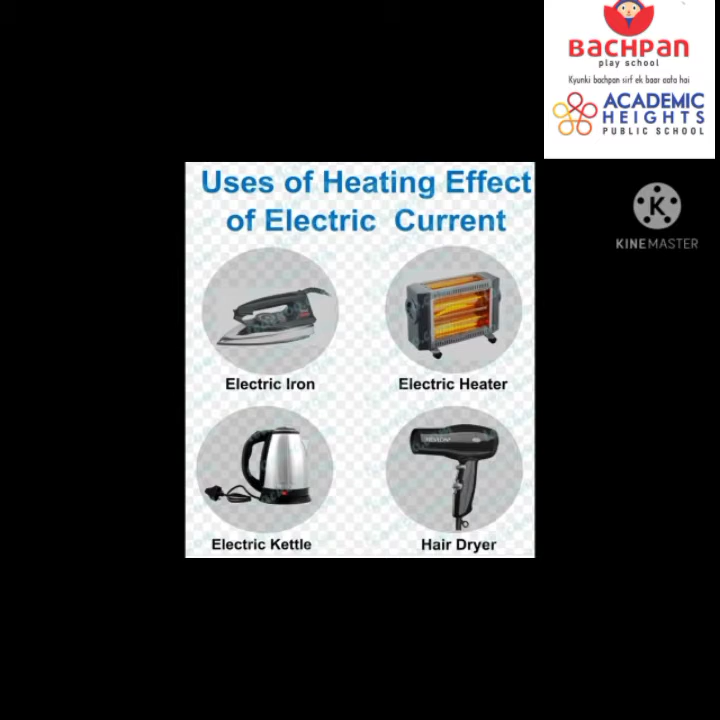 BACHPAN
play school
Kyunki bachpan sirf ek baar aata hai
ACADEMIC
HEIGHTS
PUBLIC SCHOOL
K
KINEMASTER
Uses of Heating Effect
of Electric Current
Electric Iron
Electric Heater
Electric Kettle
Hair Dryer